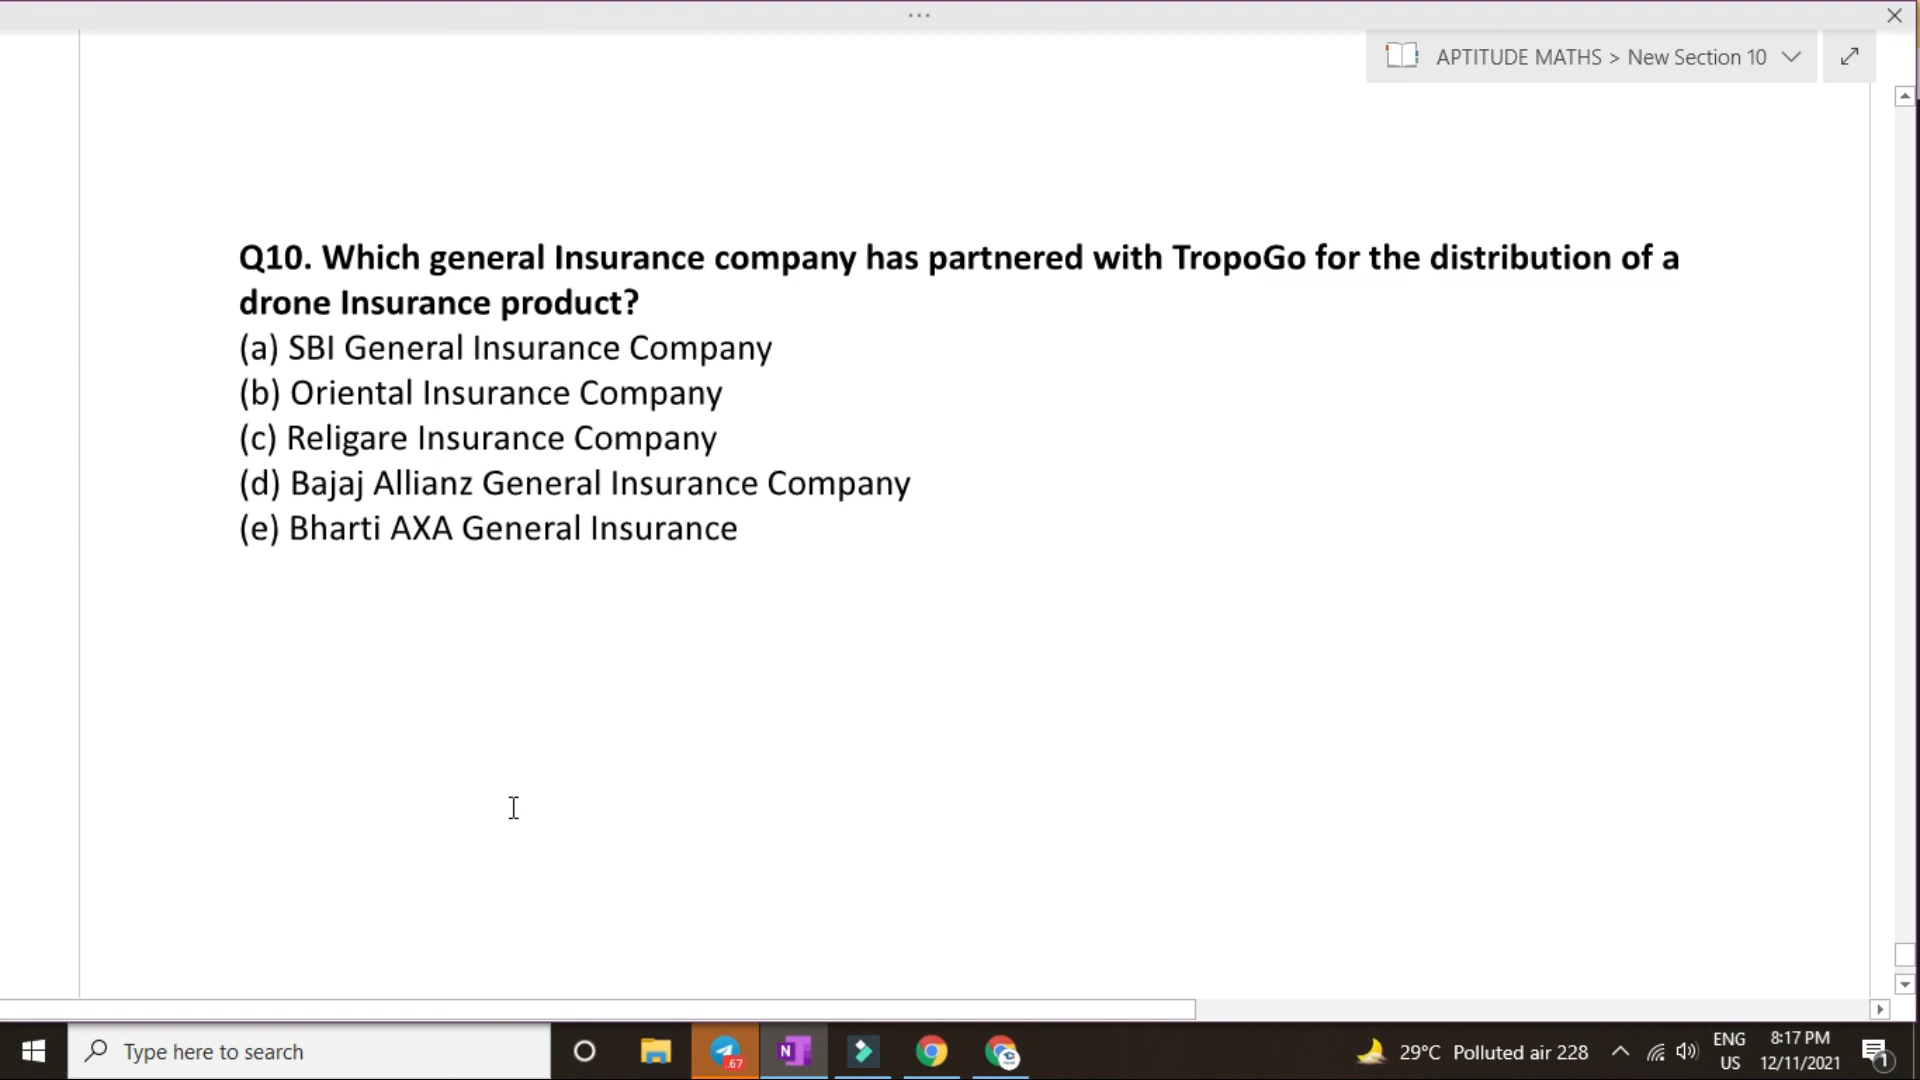 ...
APTITUDE MATHS > New Section 10
Q10. Which general Insurance company has partnered with TropoGo for the distribution of a
drone Insurance product?
(a) SBI General Insurance Company
(b) Oriental Insurance Company
(c) Religare Insurance Company
(d) Bajaj Allianz General Insurance Company
(e) Bharti AXA General Insurance
Type here to search
..67
N
29°C Polluted air 228
ENG
US
8:17 PM
12/11/2021
1